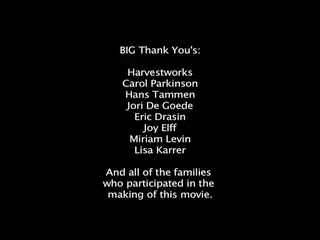 BIG Thank You's:
Harvestworks
Carol Parkinson
Hans Tammen
Jori De Goede
Eric Drasin
Joy Elff
Miriam Levin
Lisa Karrer
And all of the families
who participated in the
making of this movie.